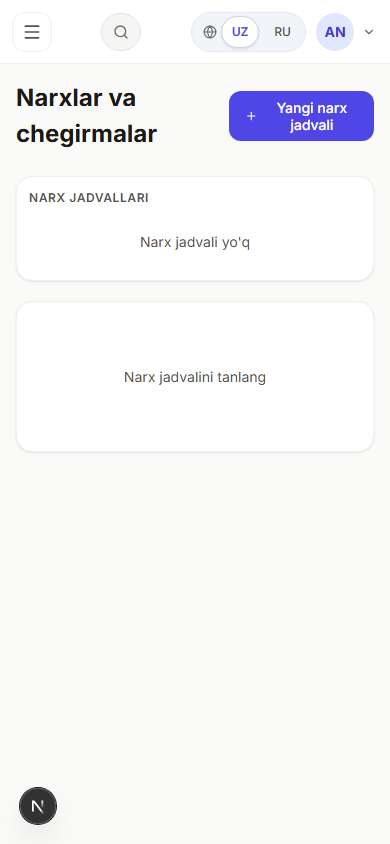 UZ
RU
AN
Narxlar va
chegirmalar
+ Yangi narx
jadvali
NARX JADVALLARI
Narx jadvali yo'q
Narx jadvalini tanlang
N